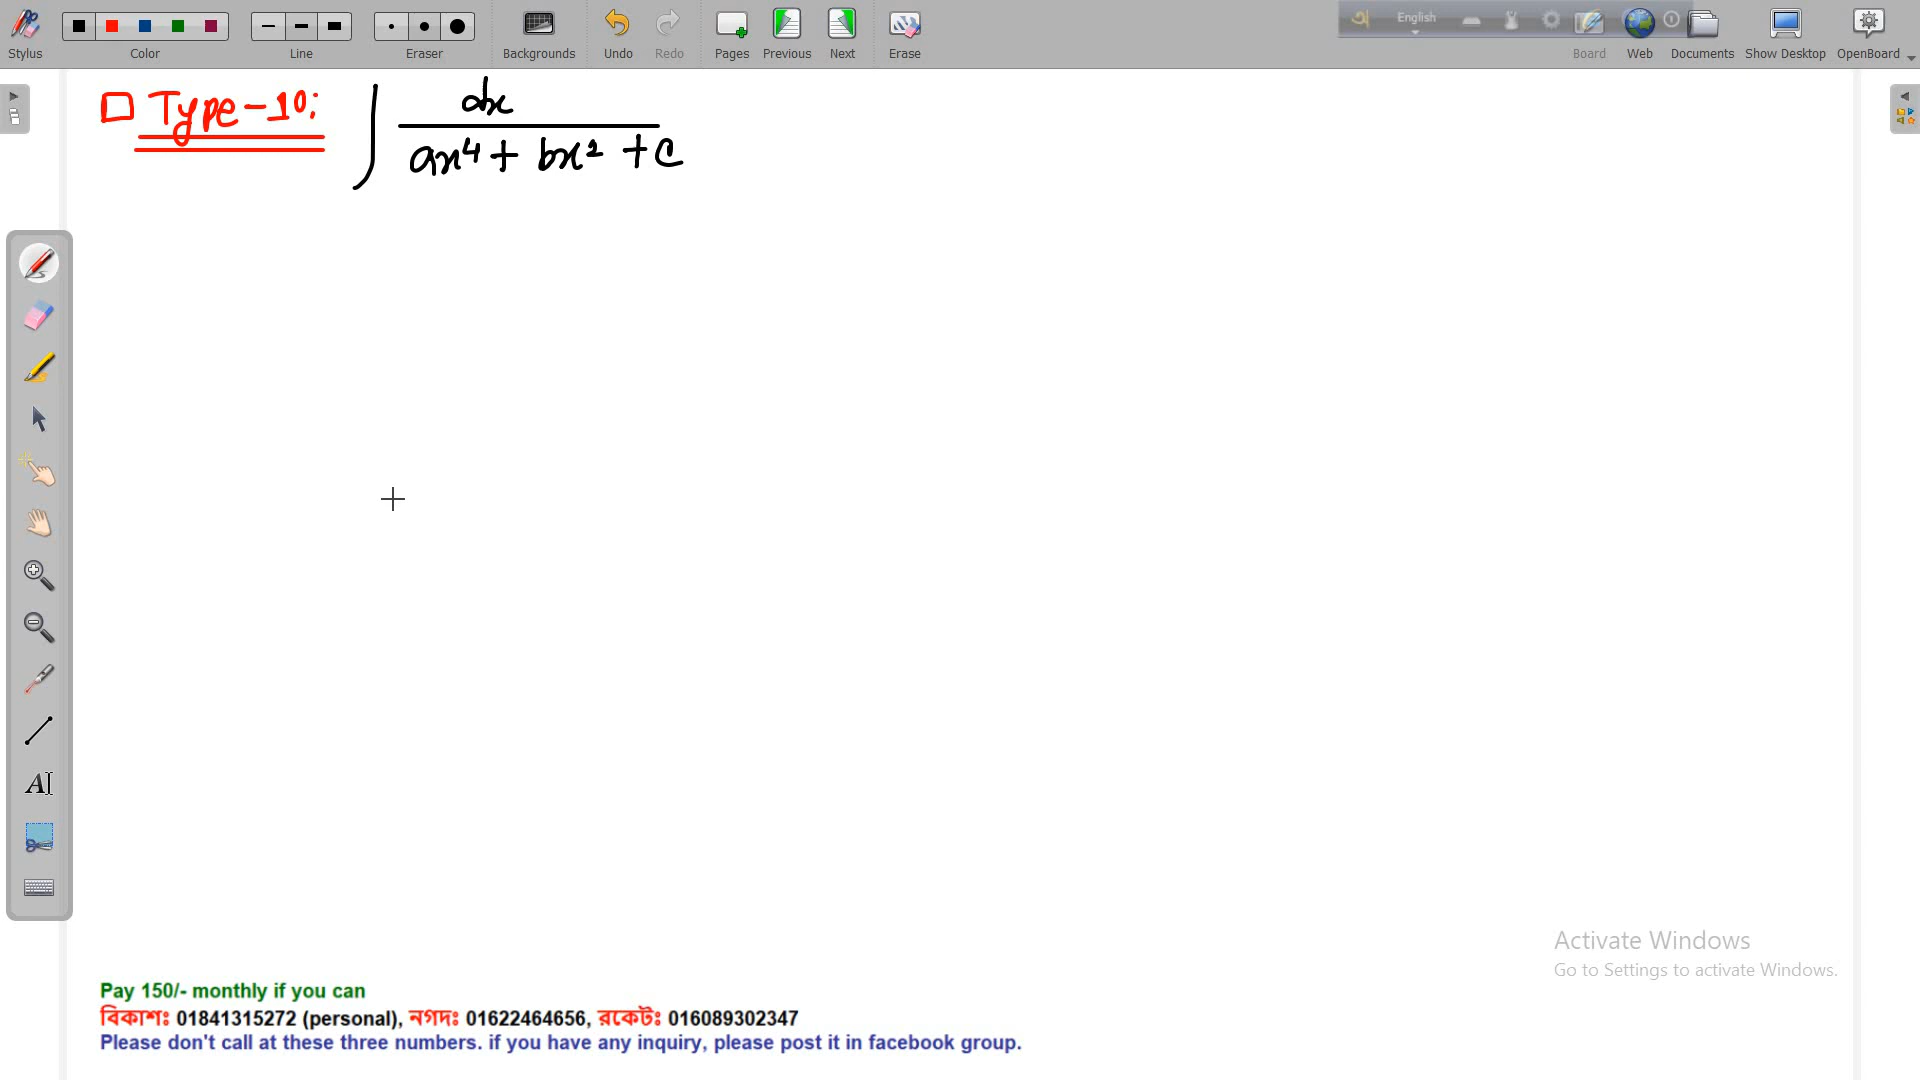 অ English
Stylus Color Line Eraser Backgrounds Undo Redo Pages Previous Next Erase Board Web Documents Show Desktop OpenBoard
Type-10: ∫ dx / ax⁴ + bx² + c
AI
Activate Windows
Go to Settings to activate Windows.
Pay 150/- monthly if you can
বিকাশঃ 01841315272 (personal), নগদঃ 01622464656, রকেটঃ 016089302347
Please don't call at these three numbers. if you have any inquiry, please post it in facebook group.